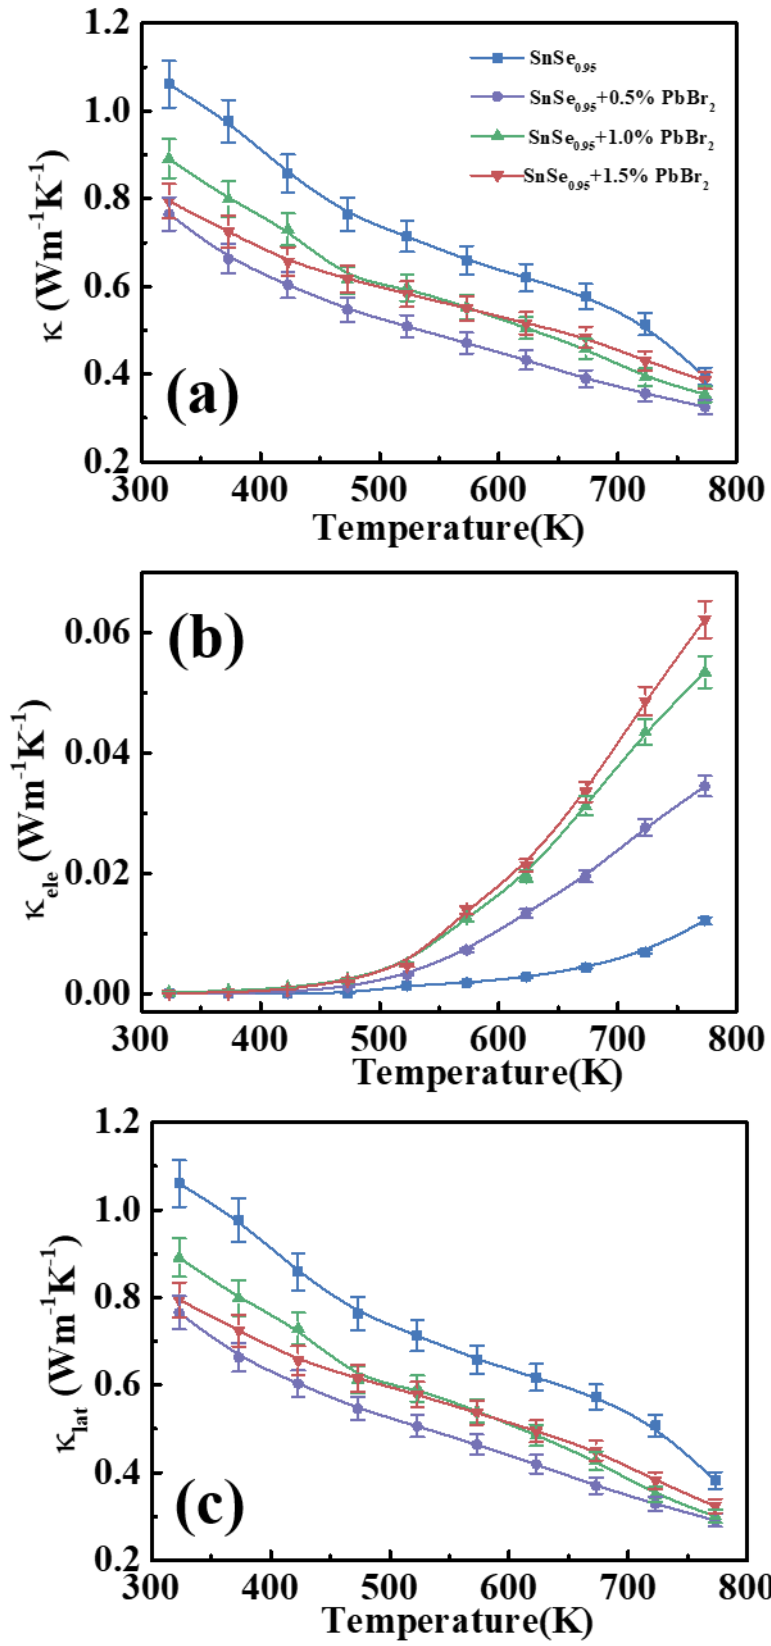 1.2
1.0
0.8
0.6
0.4
0.2
κ (Wm⁻¹K⁻¹)
SnSe₀.₉₅
SnSe₀.₉₅+0.5% PbBr₂
SnSe₀.₉₅+1.0% PbBr₂
SnSe₀.₉₅+1.5% PbBr₂
(a)
300 400 500 600 700 800
Temperature(K)
(b)
0.06
0.04
0.02
0.00
κ_ele (Wm⁻¹K⁻¹)
300 400 500 600 700 800
Temperature(K)
1.2
1.0
0.8
0.6
0.4
0.2
κ_lat (Wm⁻¹K⁻¹)
(c)
300 400 500 600 700 800
Temperature(K)